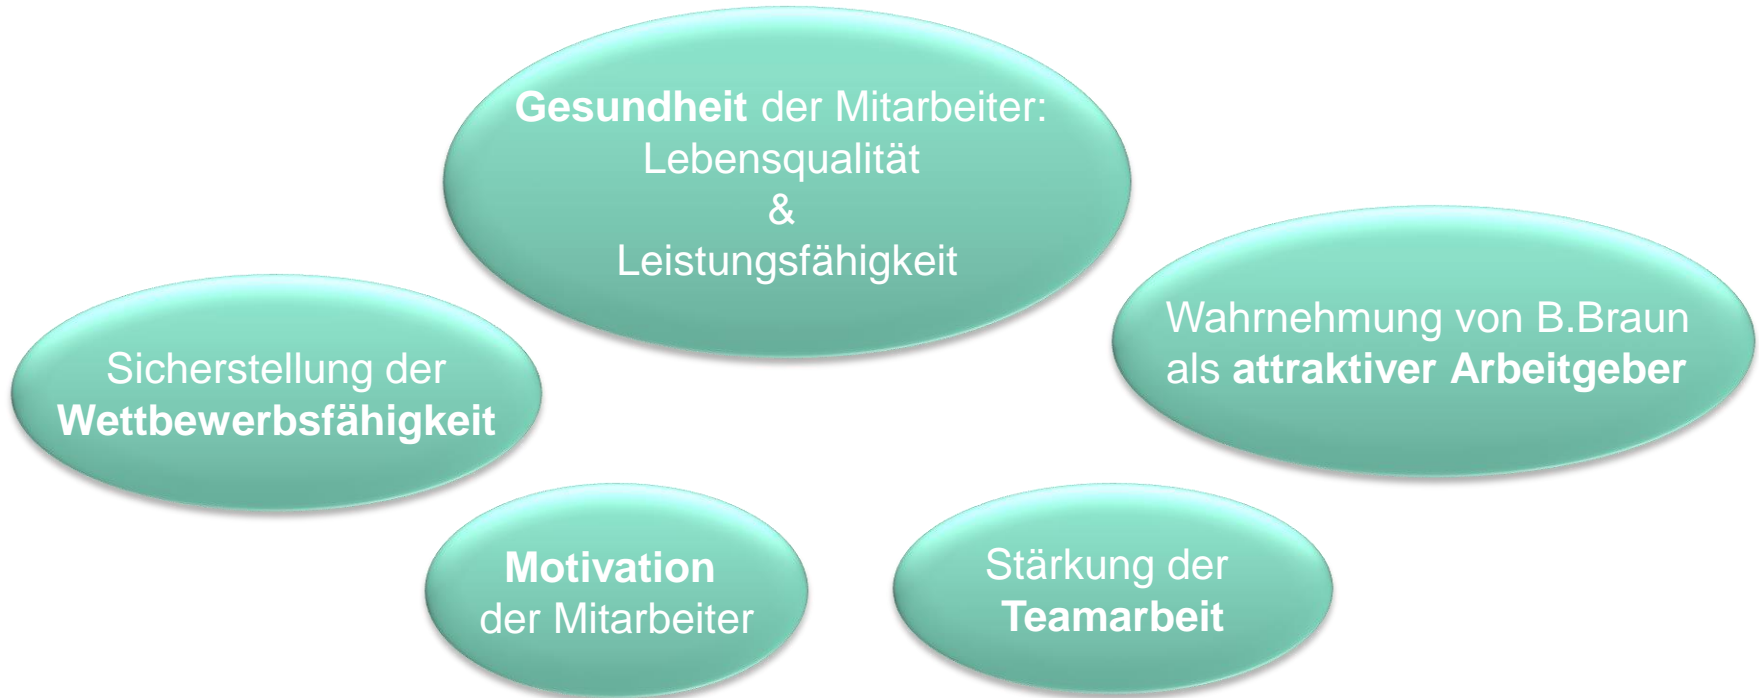 Gesundheit der Mitarbeiter:
Lebensqualität
&
Leistungsfähigkeit
Wahrnehmung von B.Braun
als attraktiver Arbeitgeber
Sicherstellung der
Wettbewerbsfähigkeit
Motivation
der Mitarbeiter
Stärkung der
Teamarbeit